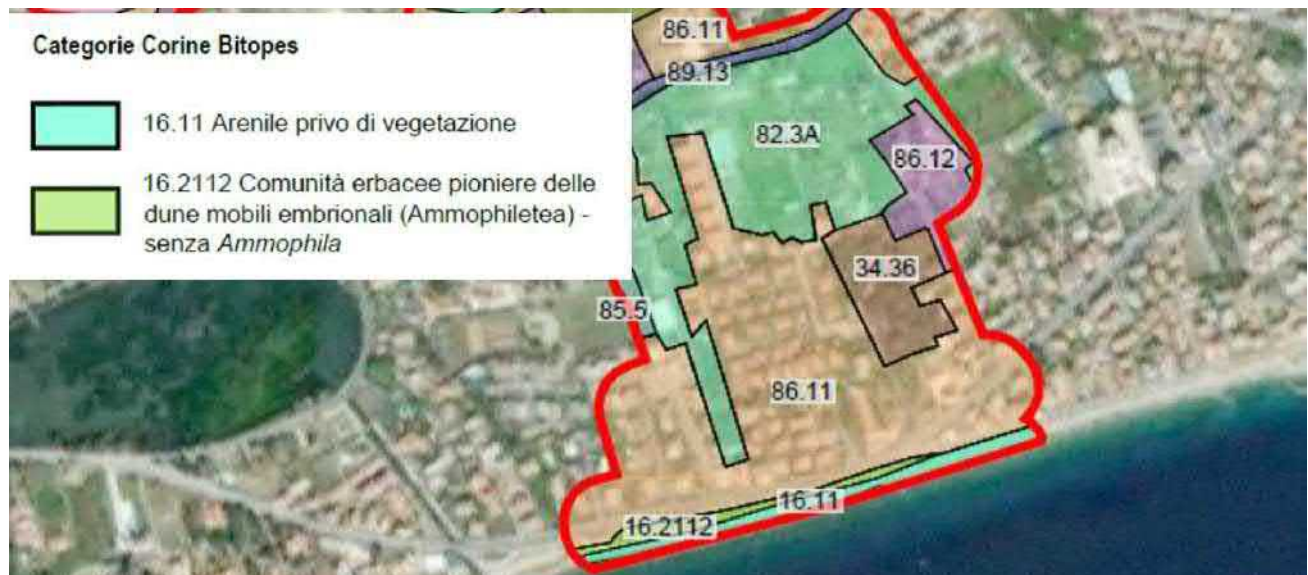 Categorie Corine Bitopes
16.11 Arenile privo di vegetazione
16.2112 Comunità erbacee pioniere delle
dune mobili embrionali (Ammophiletea) -
senza Ammophila
86.11
89.13
82.3A
86.12
34.36
85.5
86.11
16.11
16.2112